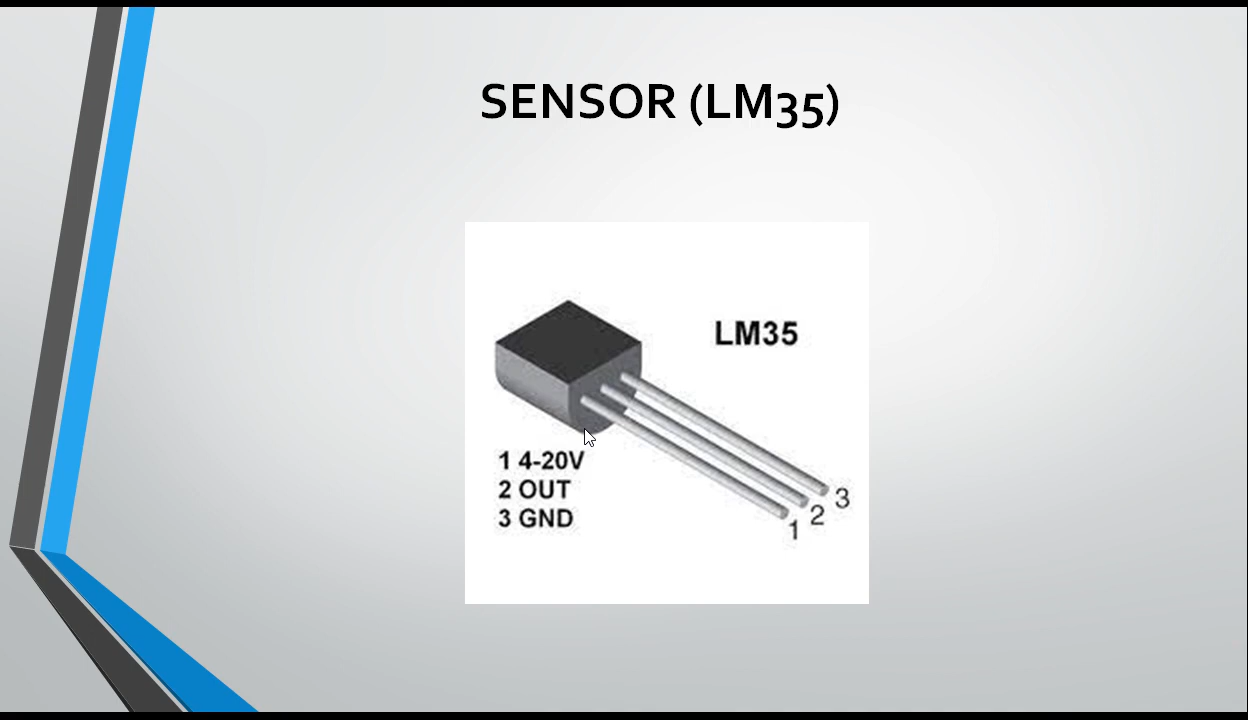 SENSOR (LM35)
LM35
1 4-20V
2 OUT
3 GND
3
2
1